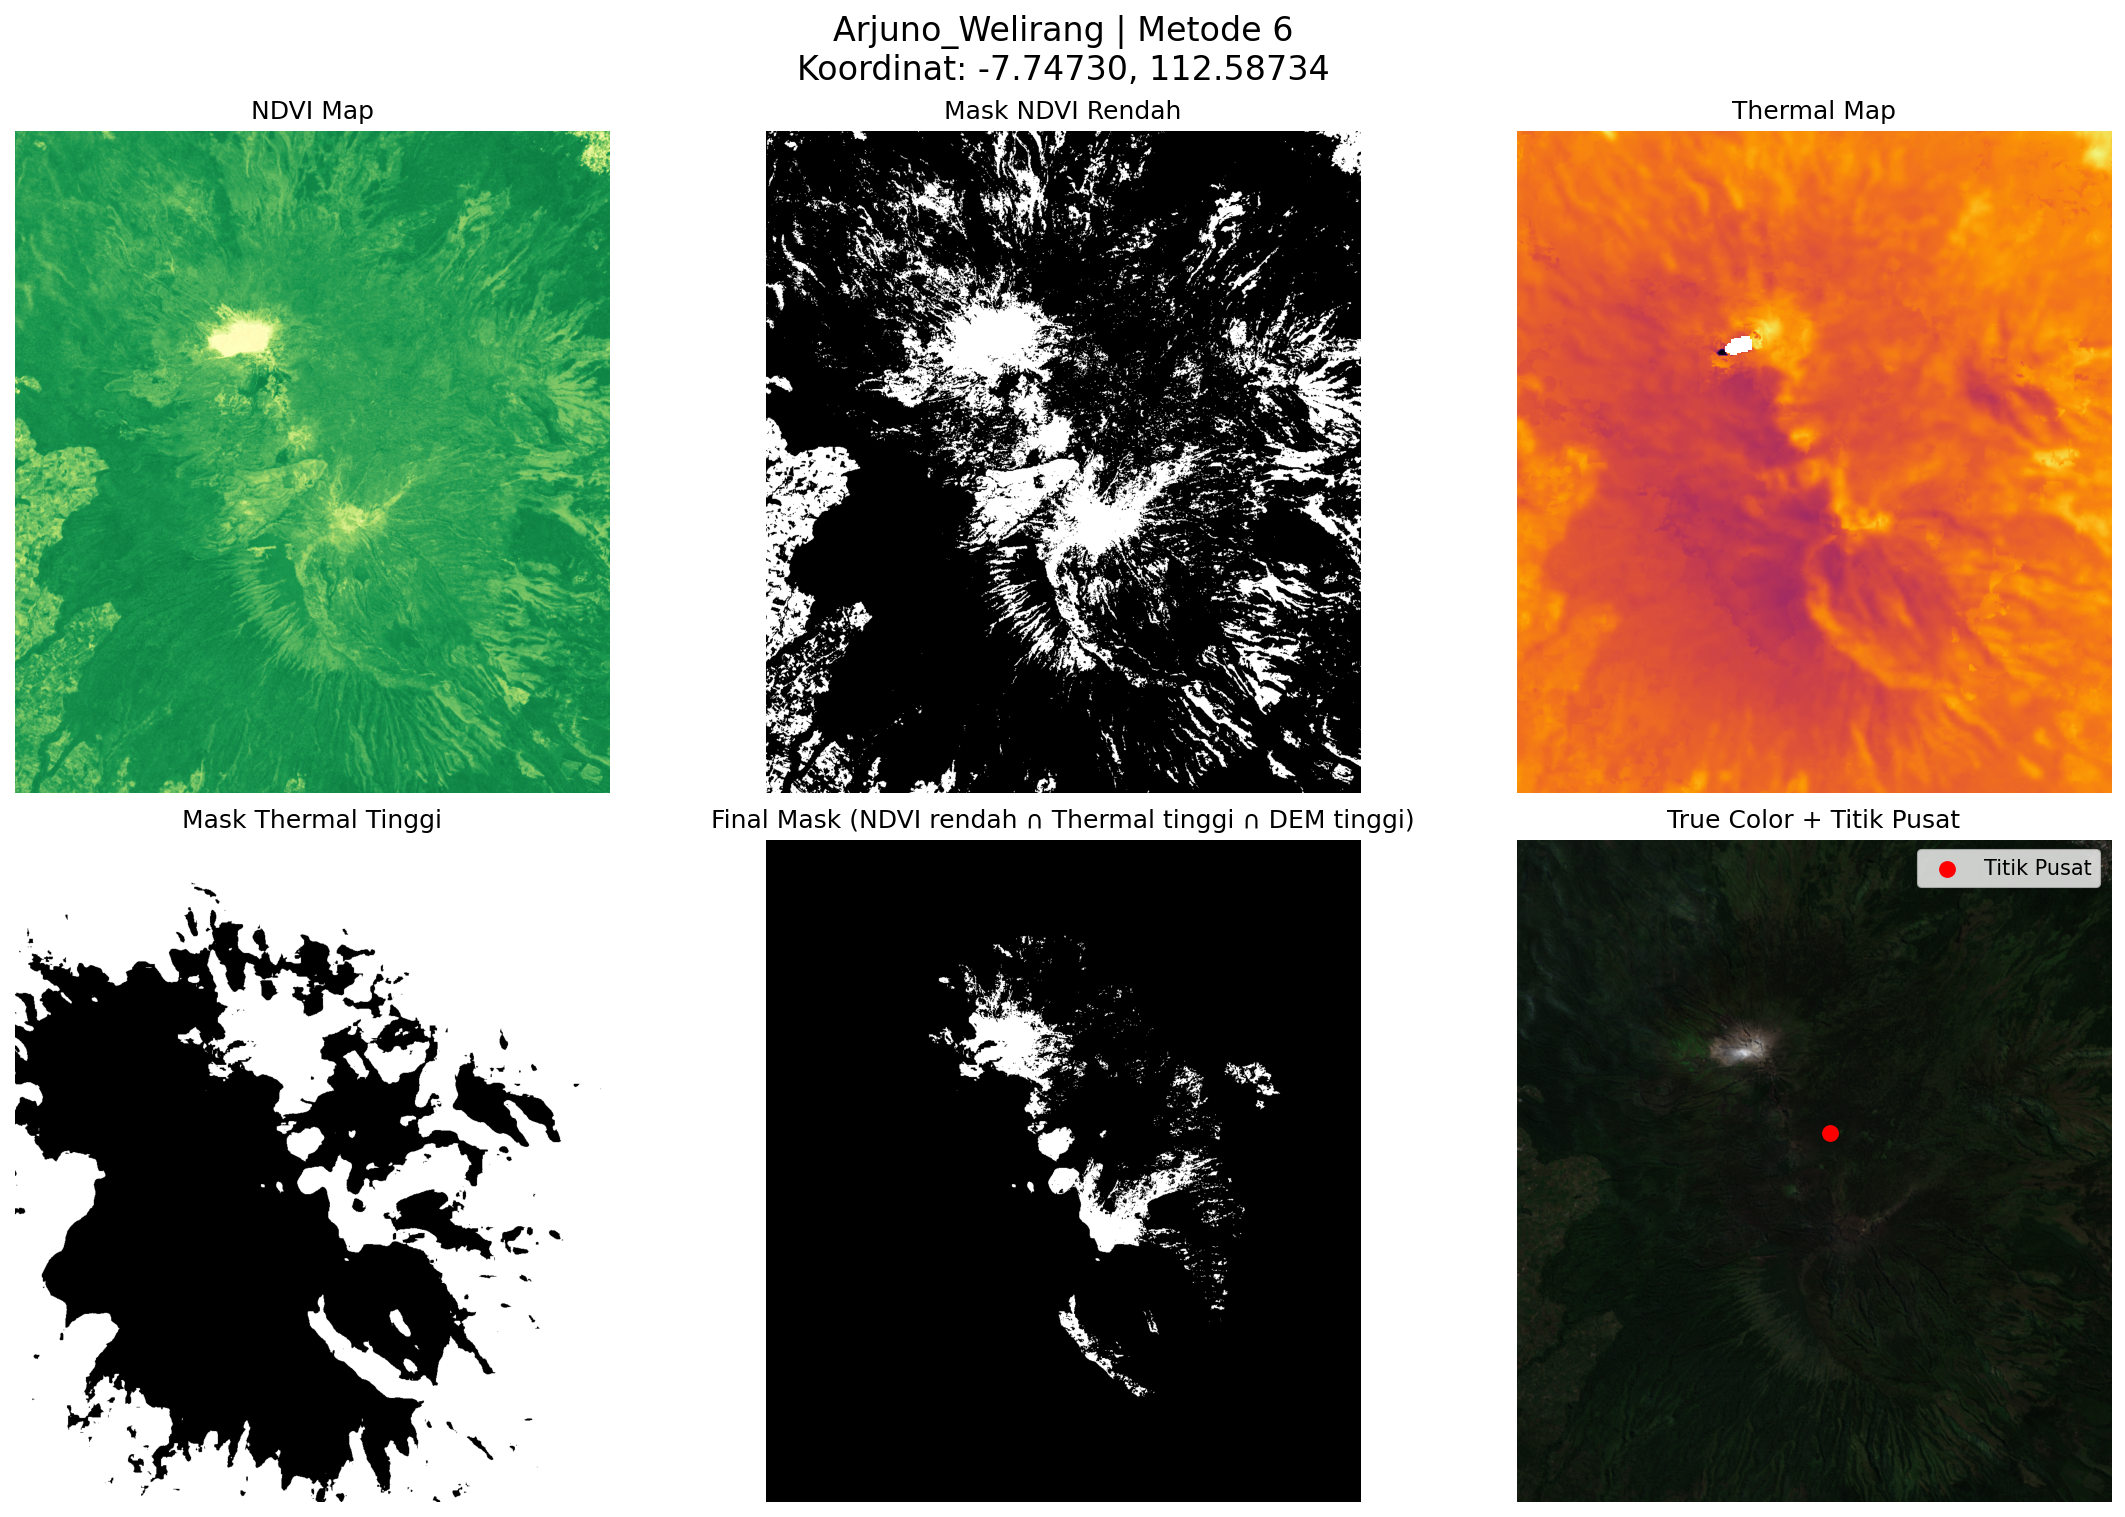 Arjuno_Welirang | Metode 6
Koordinat: -7.74730, 112.58734
NDVI Map
Mask NDVI Rendah
Thermal Map
Mask Thermal Tinggi
Final Mask (NDVI rendah ∩ Thermal tinggi ∩ DEM tinggi)
True Color + Titik Pusat
Titik Pusat